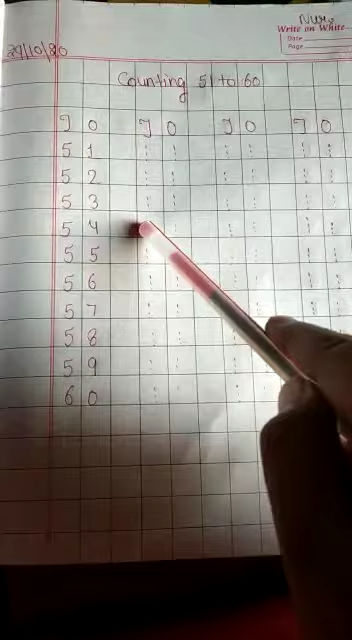 Nurs
Write on White
Date
Page
29/10/20
Counting 51 to 60
T O T O T O T O
5 1
5 2
5 3
5 4
5 5
5 6
5 7
5 8
5 9
6 0